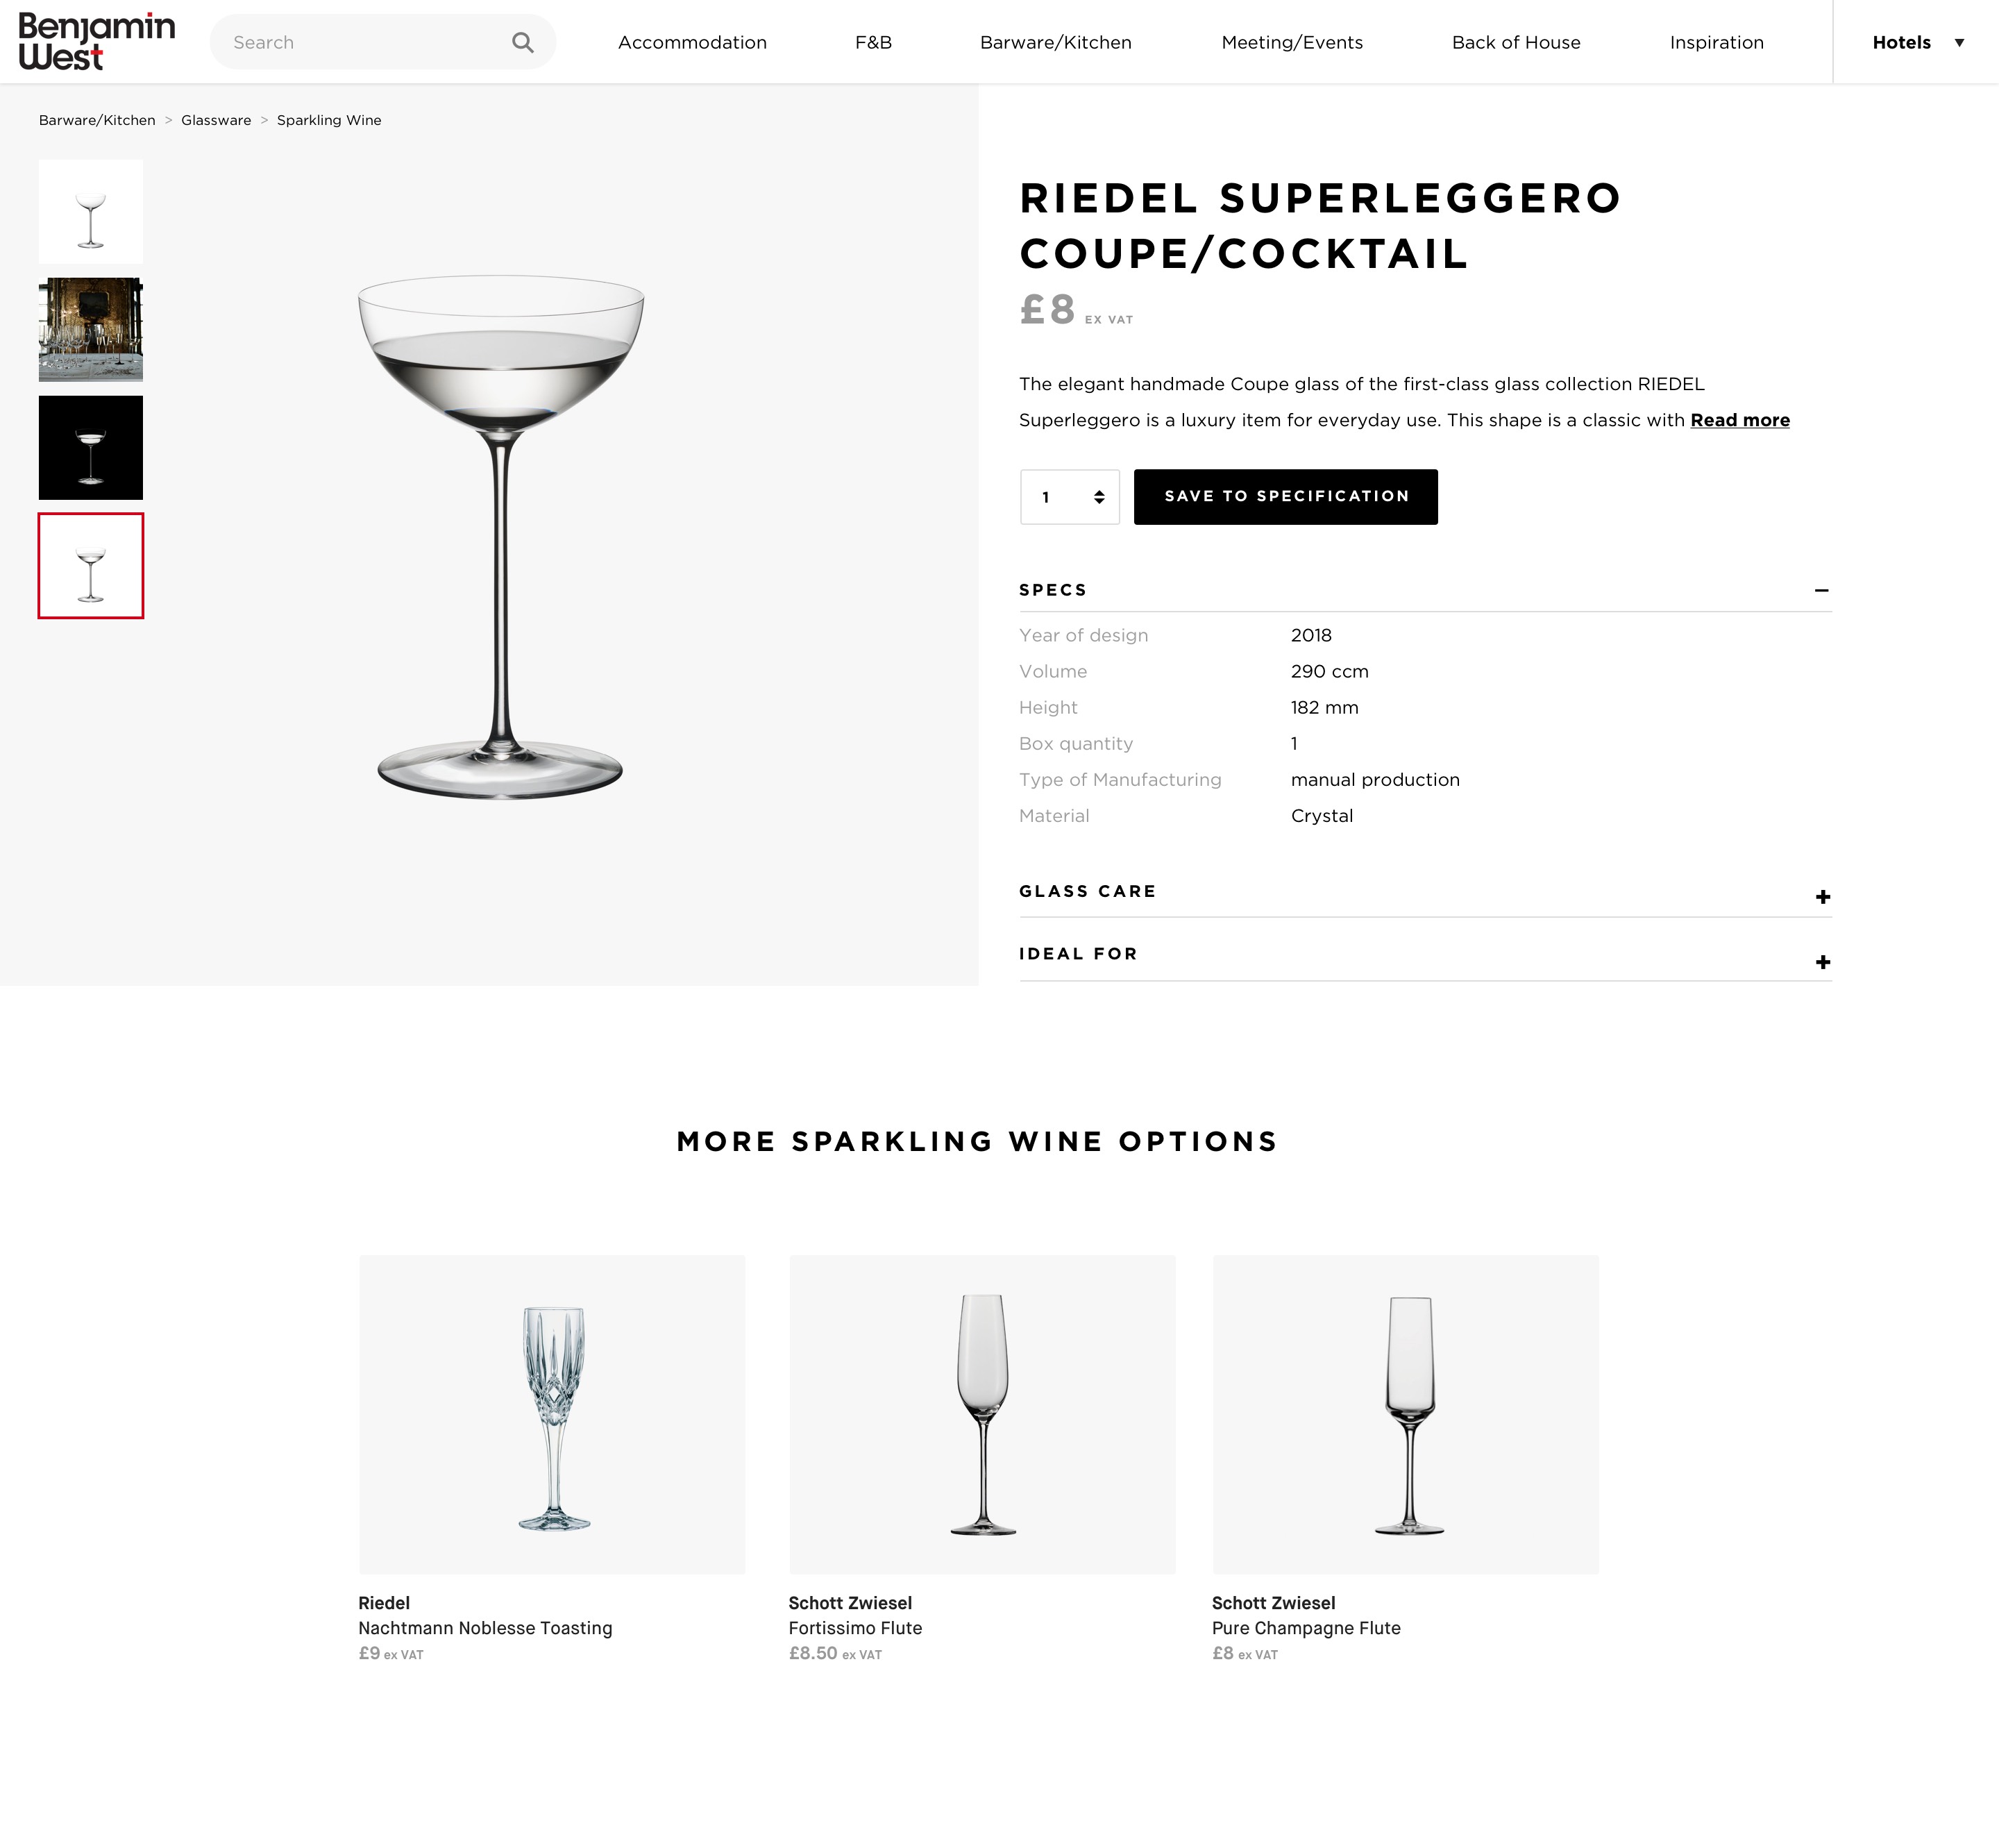 Benjamin
West
Search
Accommodation
F&B
Barware/Kitchen
Meeting/Events
Back of House
Inspiration
Hotels ▼
Barware/Kitchen > Glassware > Sparkling Wine
RIEDEL SUPERLEGGERO
COUPE/COCKTAIL
£8 EX VAT
The elegant handmade Coupe glass of the first-class glass collection RIEDEL
Superleggero is a luxury item for everyday use. This shape is a classic with Read more
1
SAVE TO SPECIFICATION
SPECS
Year of design 2018
Volume 290 ccm
Height 182 mm
Box quantity 1
Type of Manufacturing manual production
Material Crystal
GLASS CARE
IDEAL FOR
MORE SPARKLING WINE OPTIONS
Riedel
Nachtmann Noblesse Toasting
£9 ex VAT
Schott Zwiesel
Fortissimo Flute
£8.50 ex VAT
Schott Zwiesel
Pure Champagne Flute
£8 ex VAT